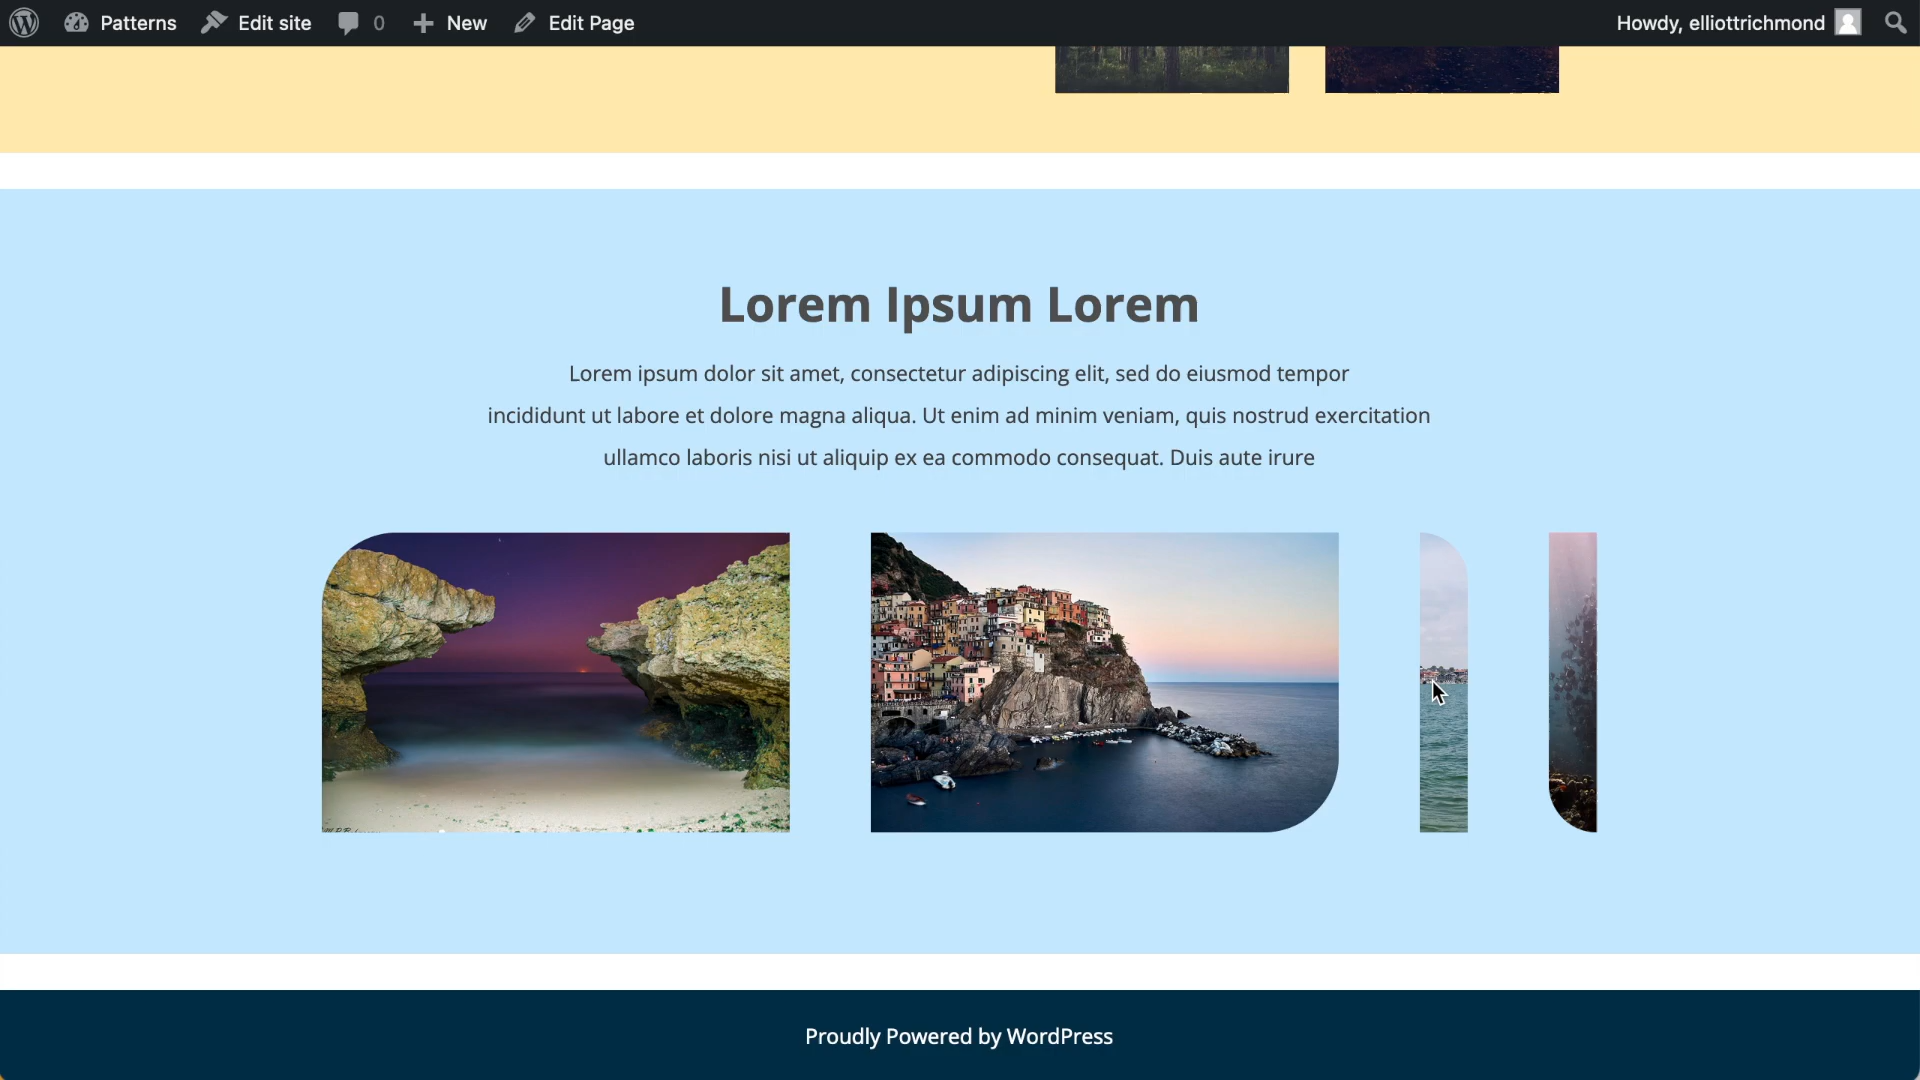 Patterns Edit site 0 New Edit Page Howdy, elliottrichmond
Lorem Ipsum Lorem
Lorem ipsum dolor sit amet, consectetur adipiscing elit, sed do eiusmod tempor
incididunt ut labore et dolore magna aliqua. Ut enim ad minim veniam, quis nostrud exercitation
ullamco laboris nisi ut aliquip ex ea commodo consequat. Duis aute irure
Proudly Powered by WordPress